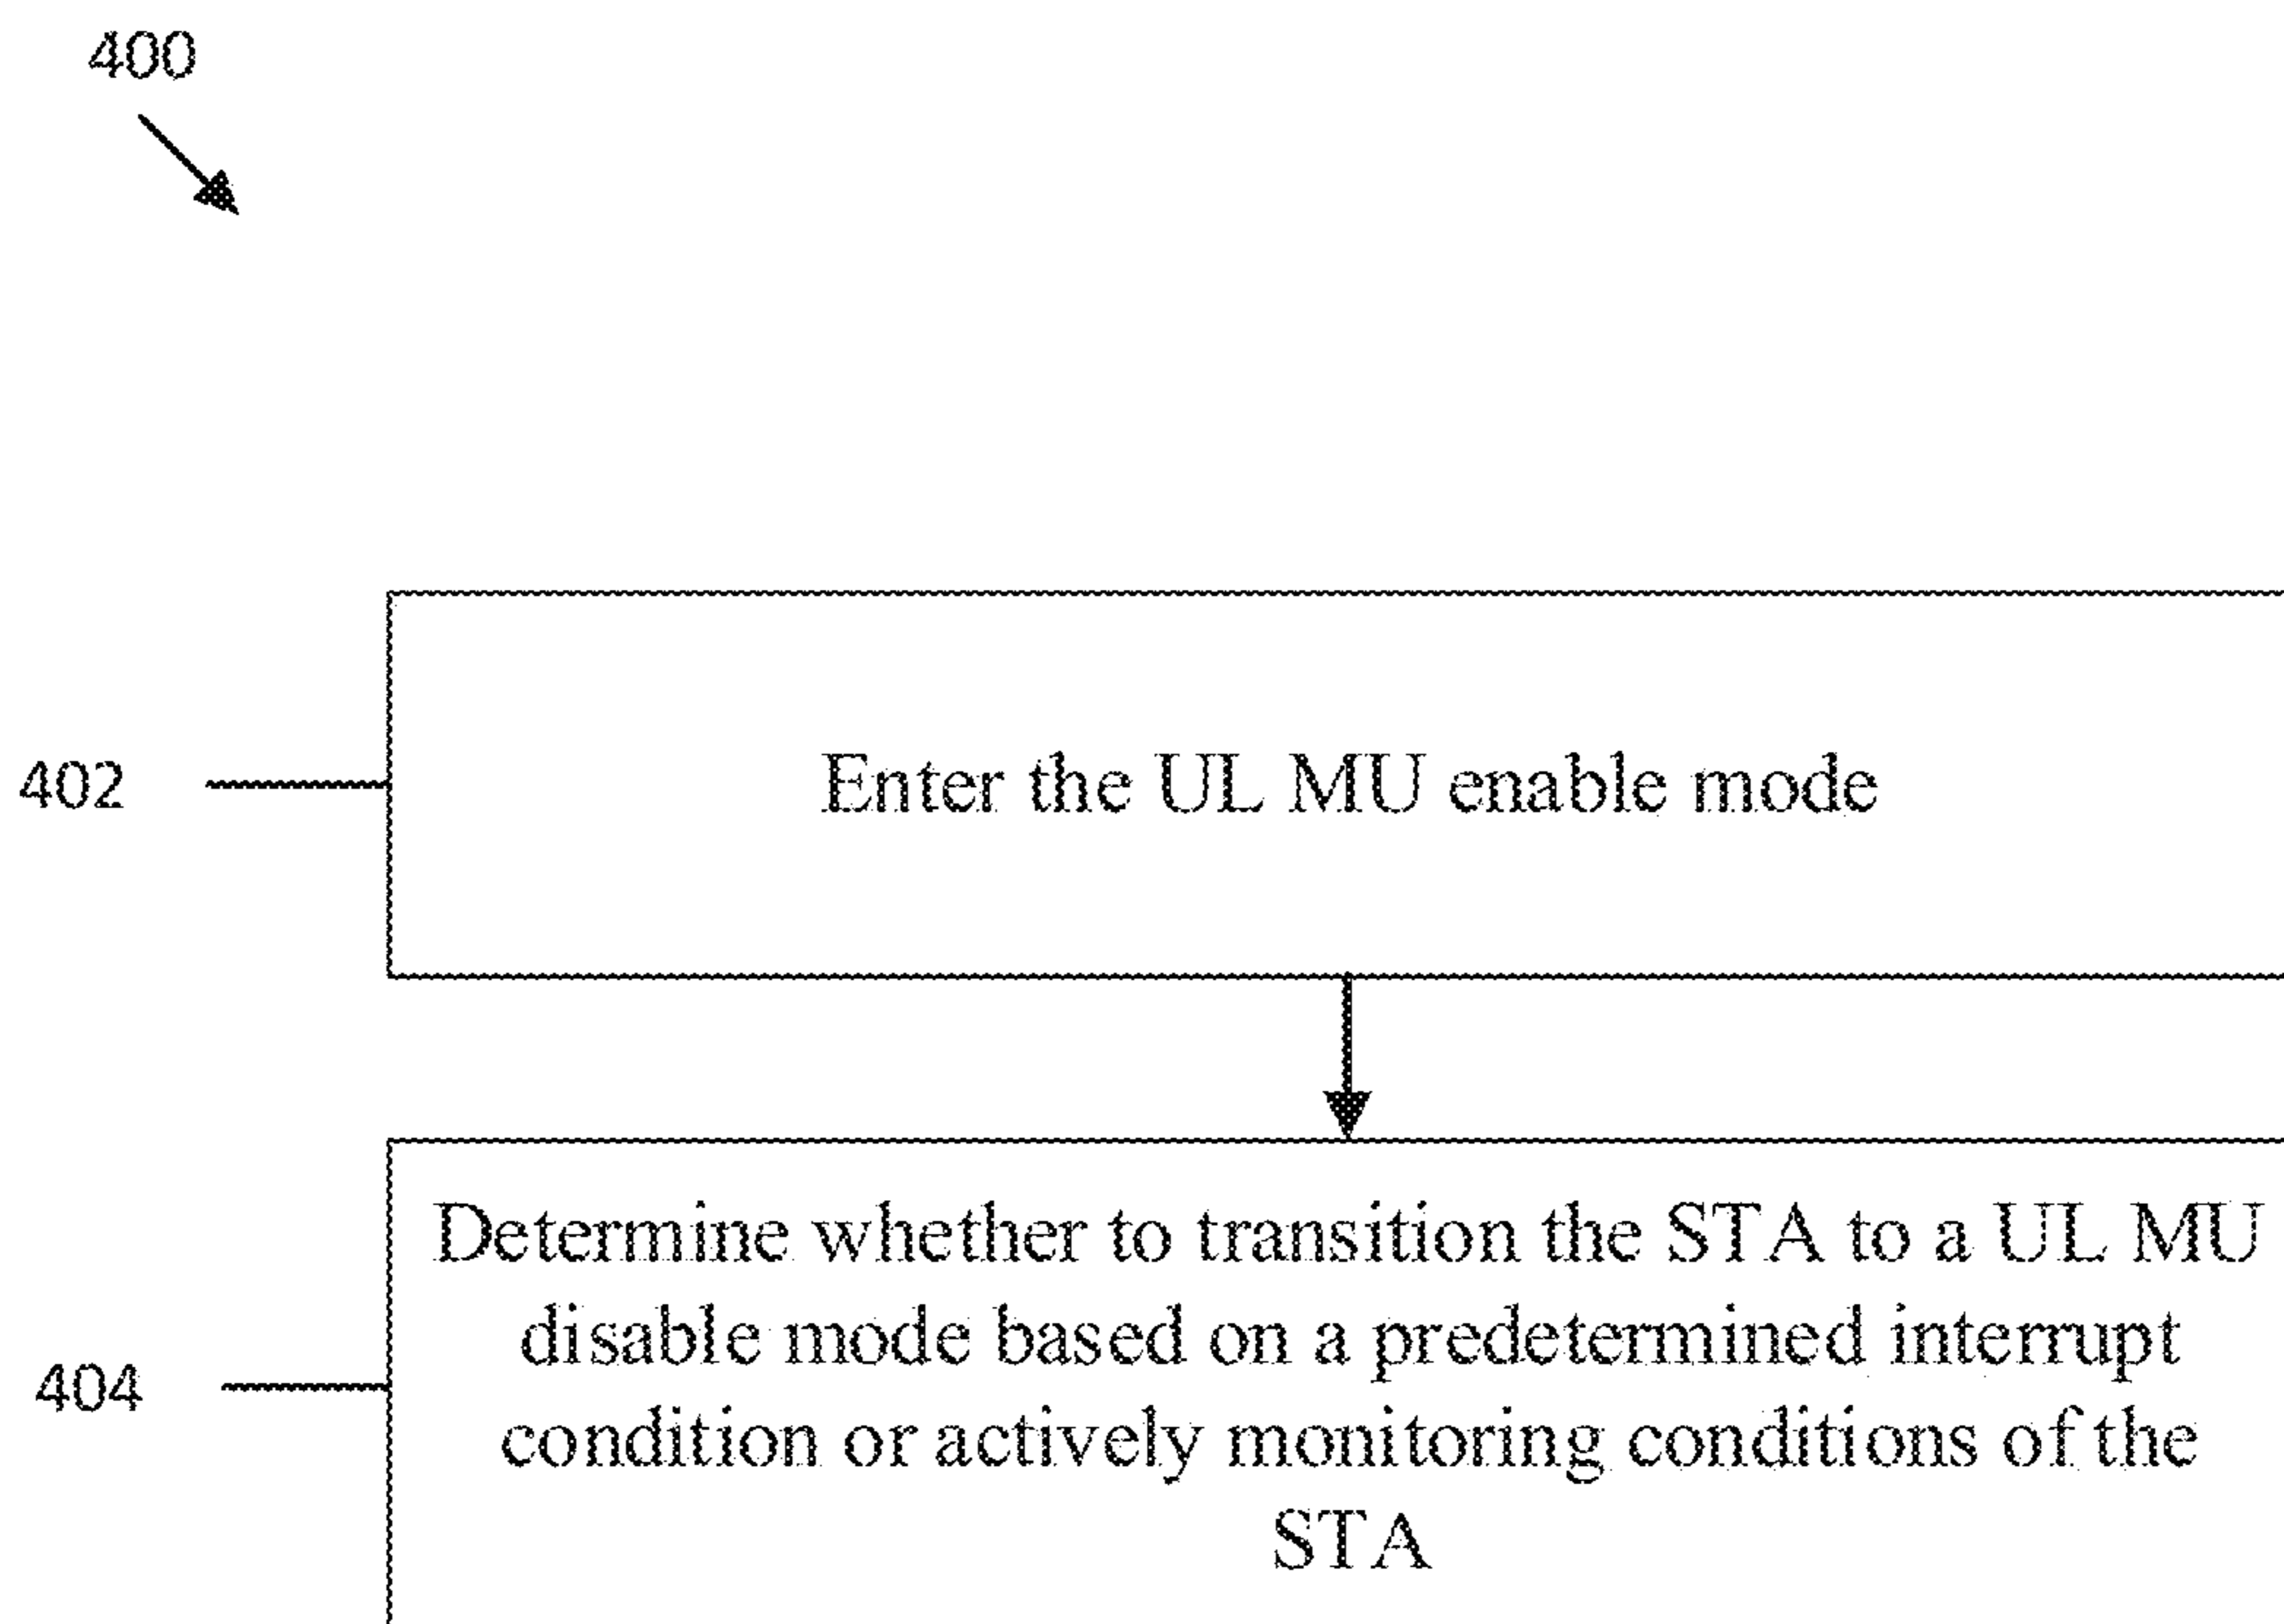 400
402
Enter the UL MU enable mode
404
Determine whether to transition the STA to a UL MU
disable mode based on a predetermined interrupt
condition or actively monitoring conditions of the
STA